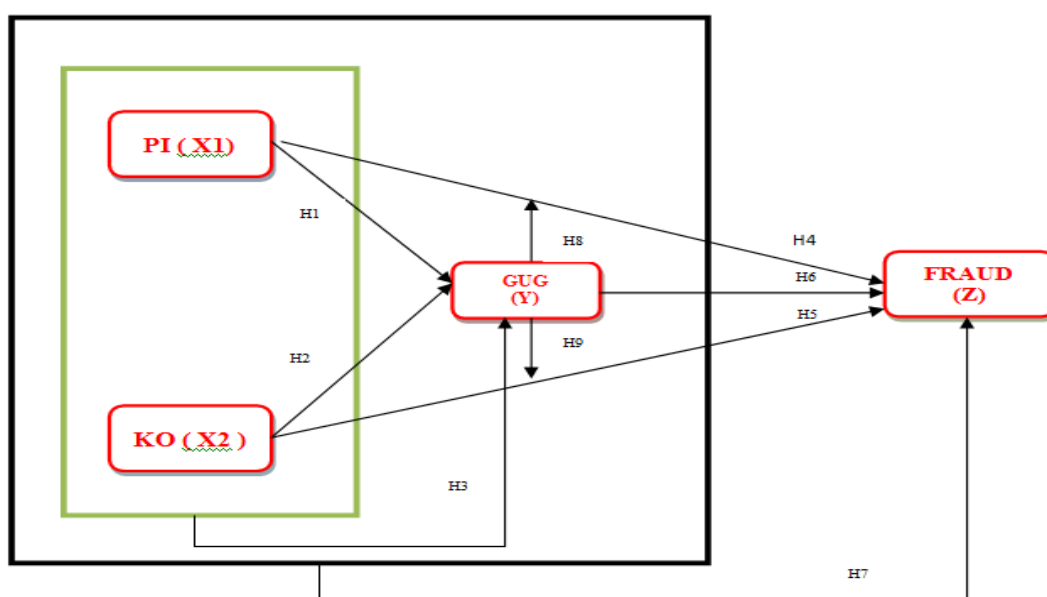 PI ( X1)
H1
H8
H4
GUG
(Y)
FRAUD
(Z)
H6
H5
H2
H9
KO ( X2 )
H3
H7